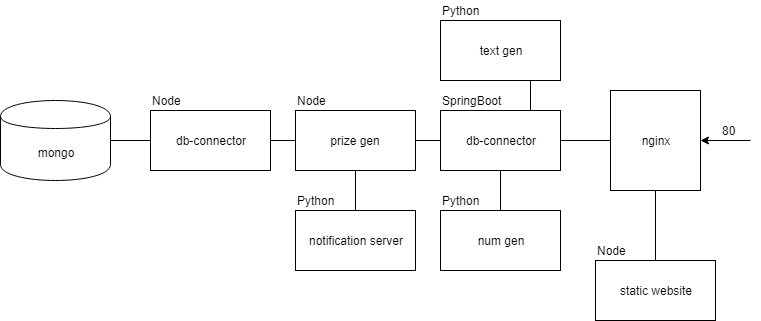 Python
text gen
Node
Node
SpringBoot
mongo
db-connector
prize gen
db-connector
nginx
80
Python
Python
notification server
num gen
Node
static website